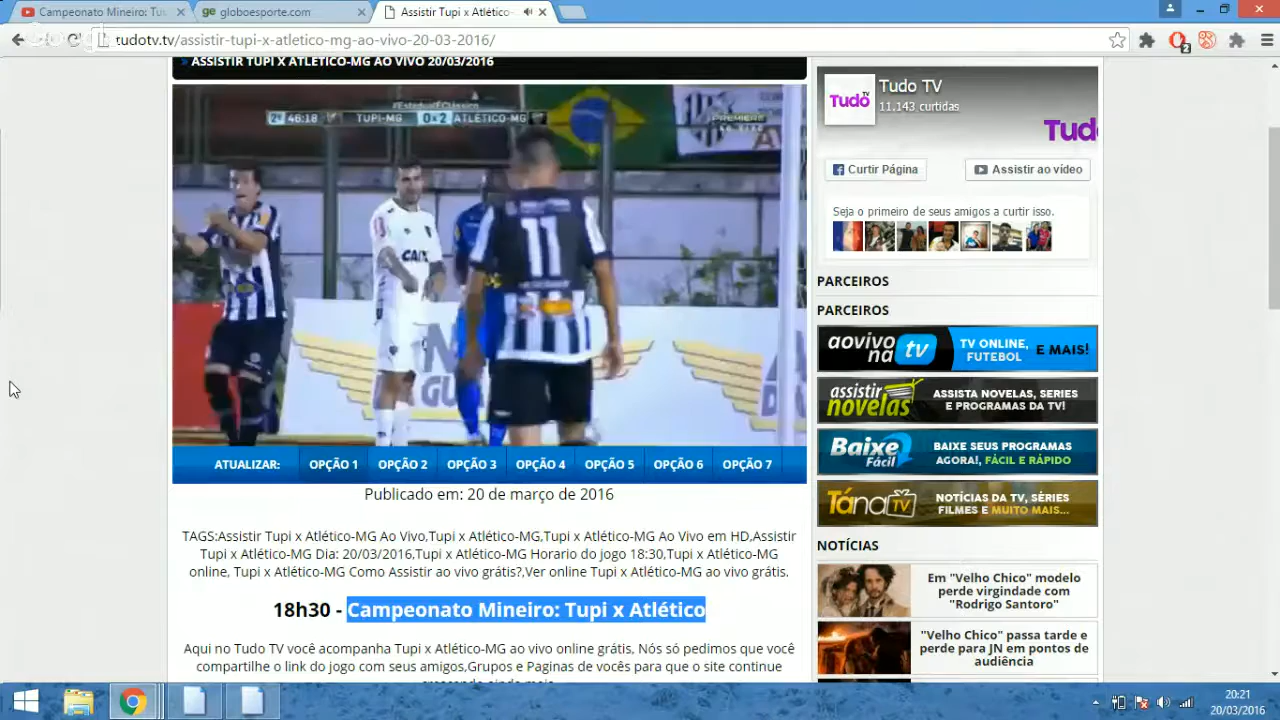 Campeonato Mineiro: Tu
globoesporte.com
Assistir Tupi x Atlético-
tudotv.tv/assistir-tupi-x-atletico-mg-ao-vivo-20-03-2016/
2
» ASSISTIR TUPI X ATLÉTICO-MG AO VIVO 20/03/2016
46:18 TUPI-MG 0 2 ATLÉTICO-MG
PREMIERE
AO VIVO
11
CAIXA
ATUALIZAR: OPÇÃO 1 OPÇÃO 2 OPÇÃO 3 OPÇÃO 4 OPÇÃO 5 OPÇÃO 6 OPÇÃO 7
Publicado em: 20 de março de 2016
TAGS:Assistir Tupi x Atlético-MG Ao Vivo,Tupi x Atlético-MG,Tupi x Atlético-MG Ao Vivo em HD,Assistir
Tupi x Atlético-MG Dia: 20/03/2016,Tupi x Atlético-MG Horario do jogo 18:30,Tupi x Atlético-MG
online, Tupi x Atlético-MG Como Assistir ao vivo grátis?,Ver online Tupi x Atlético-MG ao vivo grátis.
18h30 - Campeonato Mineiro: Tupi x Atlético
Aqui no Tudo TV você acompanha Tupi x Atlético-MG ao vivo online grátis, Nós só pedimos que você
compartilhe o link do jogo com seus amigos,Grupos e Paginas de vocês para que o site continue
Tudo TV
Tudo TV
11.143 curtidas
Tud
Curtir Página
Assistir ao vídeo
Seja o primeiro de seus amigos a curtir isso.
PARCEIROS
PARCEIROS
aovivo na tv TV ONLINE, FUTEBOL E MAIS!
assistir novelas ASSISTA NOVELAS, SERIES E PROGRAMAS DA TV!
Baixe Fácil BAIXE SEUS PROGRAMAS AGORA!, FÁCIL E RÁPIDO
TánaTV NOTÍCIAS DA TV, SÉRIES FILMES E MUITO MAIS...
NOTÍCIAS
Em "Velho Chico" modelo
perde virgindade com
"Rodrigo Santoro"
"Velho Chico" passa tarde e
perde para JN em pontos de
audiência
20:21
20/03/2016